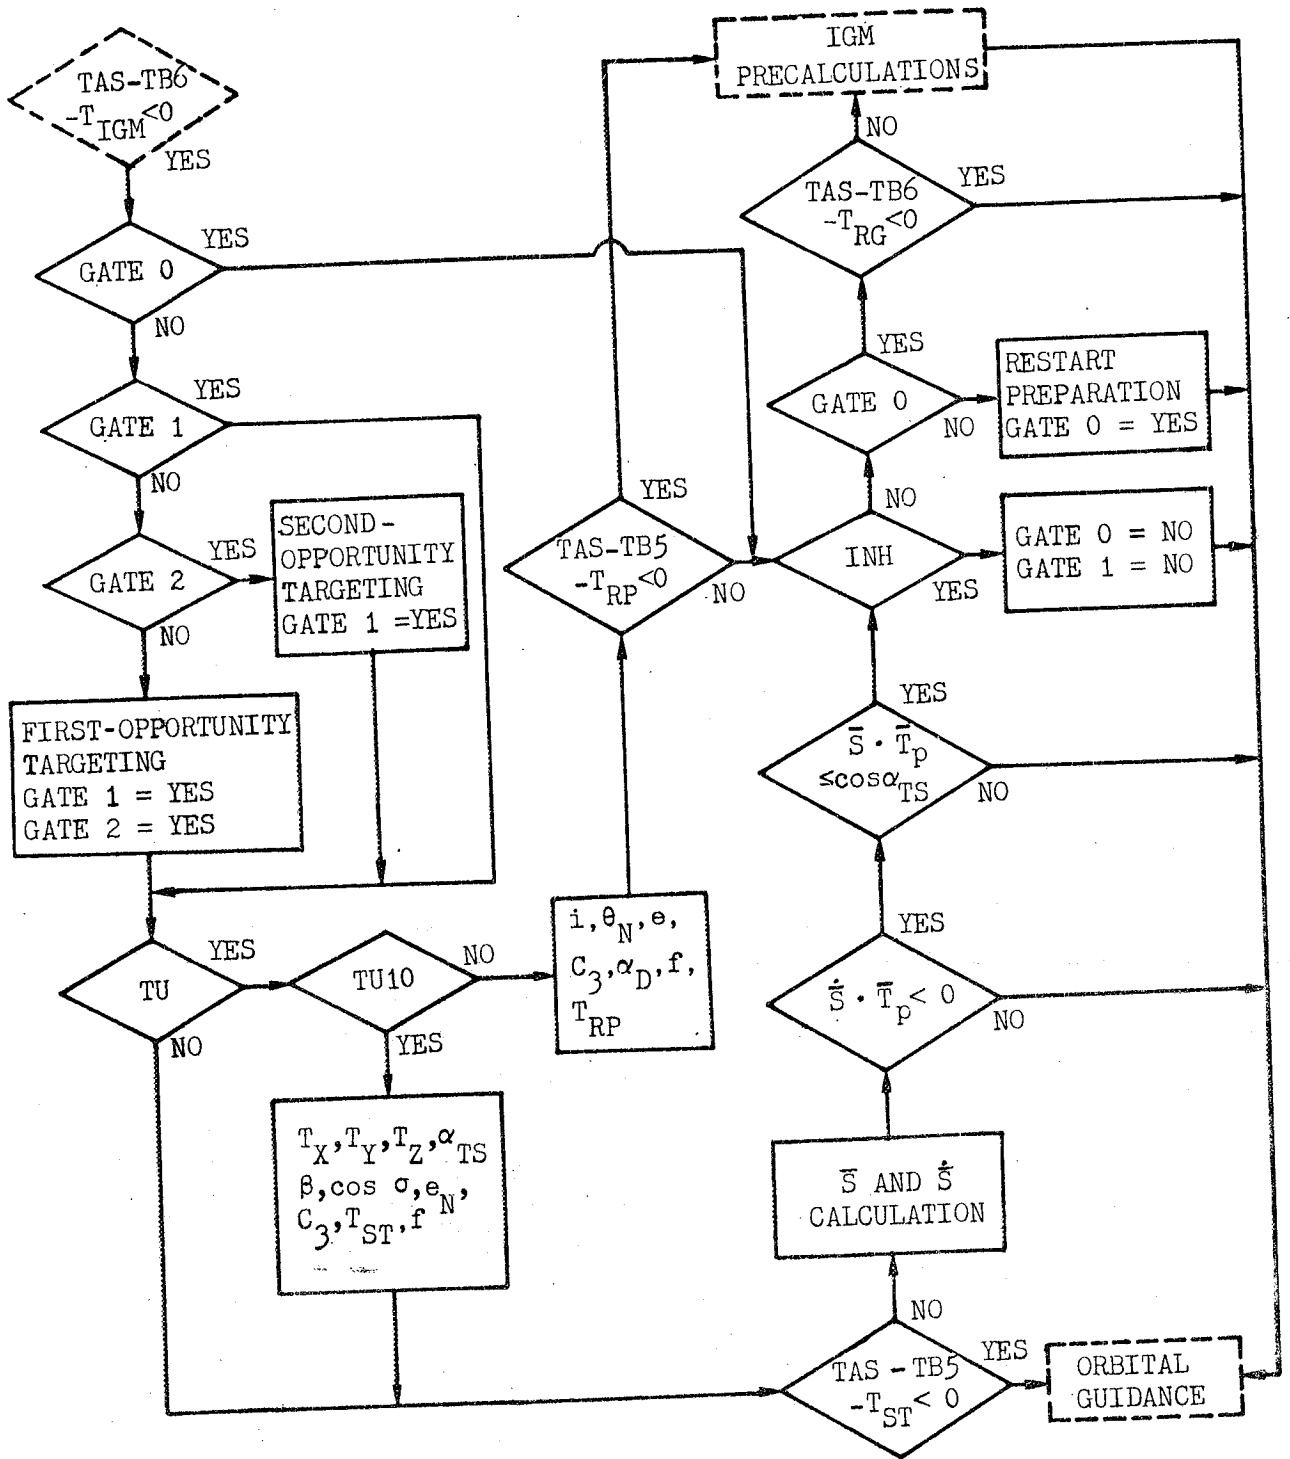 TAS-TB6
-T_IGM<0
YES
GATE 0
YES
NO
GATE 1
YES
NO
GATE 2
YES
NO
SECOND-
OPPORTUNITY
TARGETING
GATE 1 =YES
FIRST-OPPORTUNITY
TARGETING
GATE 1 = YES
GATE 2 = YES
TU
YES
NO
TU10
NO
YES
i,θ_N,e,
C_3,α_D,f,
T_RP
T_X,T_Y,T_Z,α_TS
β,cos σ,e_N,
C_3,T_ST,f
TAS-TB5
-T_RP<0
YES
NO
IGM
PRECALCULATIONS
NO
TAS-TB6
-T_RG<0
YES
YES
GATE 0
NO
RESTART
PREPARATION
GATE 0 = YES
NO
INH
YES
GATE 0 = NO
GATE 1 = NO
YES
S̄ · T̄_p
≤cosα_TS
NO
YES
Ṡ̄ · T̄_p< 0
NO
S̄ AND Ṡ̄
CALCULATION
NO
TAS - TB5
-T_ST< 0
YES
ORBITAL
GUIDANCE